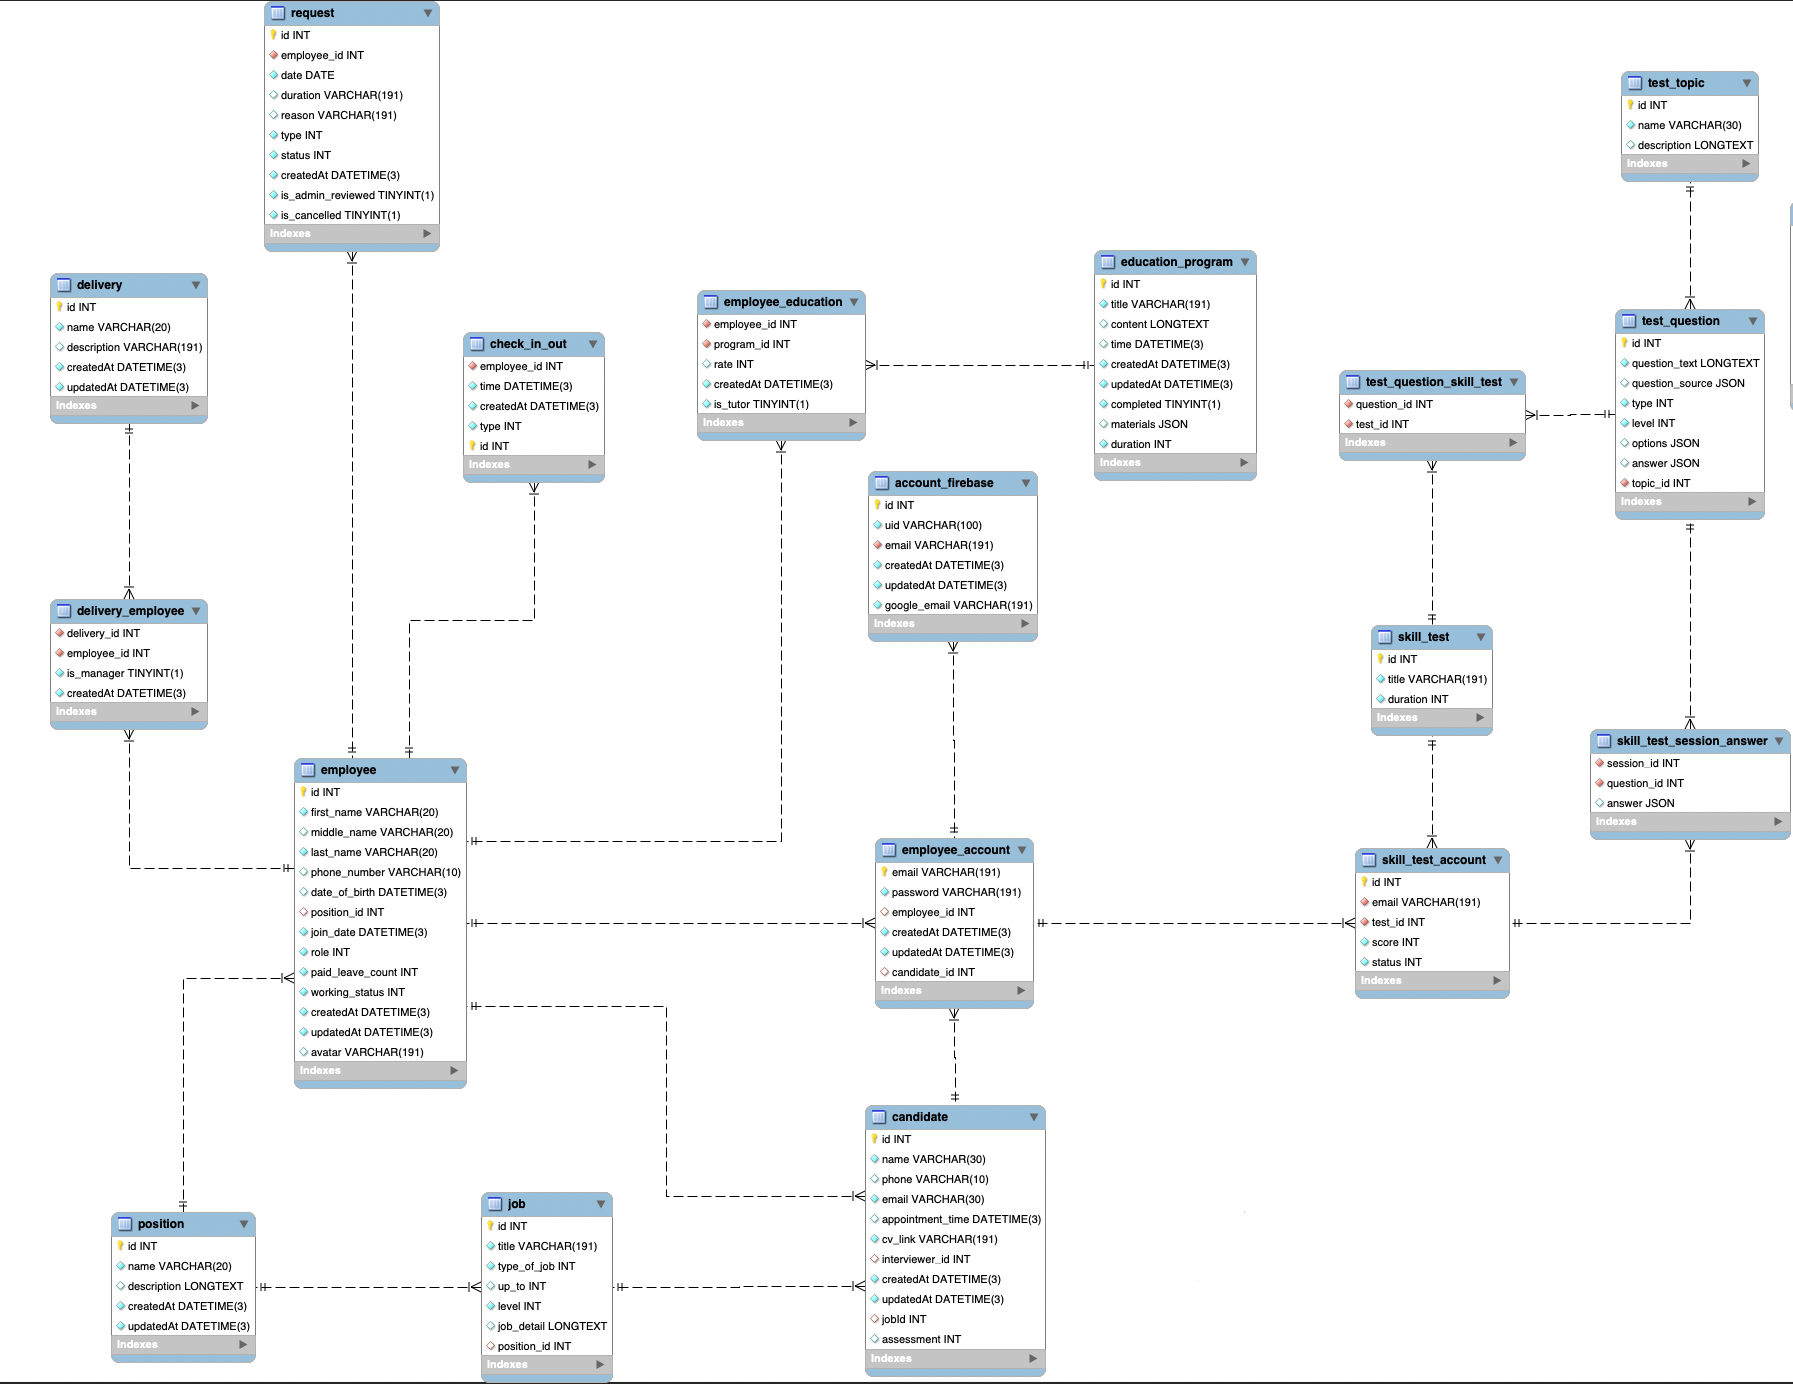 request
id INT
employee_id INT
date DATE
duration VARCHAR(191)
reason VARCHAR(191)
type INT
status INT
createdAt DATETIME(3)
is_admin_reviewed TINYINT(1)
is_cancelled TINYINT(1)
Indexes
test_topic
id INT
name VARCHAR(30)
description LONGTEXT
Indexes
delivery
id INT
name VARCHAR(20)
description VARCHAR(191)
createdAt DATETIME(3)
updatedAt DATETIME(3)
Indexes
check_in_out
employee_id INT
time DATETIME(3)
createdAt DATETIME(3)
type INT
id INT
Indexes
employee_education
employee_id INT
program_id INT
rate INT
createdAt DATETIME(3)
is_tutor TINYINT(1)
Indexes
education_program
id INT
title VARCHAR(191)
content LONGTEXT
time DATETIME(3)
createdAt DATETIME(3)
updatedAt DATETIME(3)
completed TINYINT(1)
materials JSON
duration INT
Indexes
test_question_skill_test
question_id INT
test_id INT
Indexes
test_question
id INT
question_text LONGTEXT
question_source JSON
type INT
level INT
options JSON
answer JSON
topic_id INT
Indexes
account_firebase
id INT
uid VARCHAR(100)
email VARCHAR(191)
createdAt DATETIME(3)
updatedAt DATETIME(3)
google_email VARCHAR(191)
Indexes
delivery_employee
delivery_id INT
employee_id INT
is_manager TINYINT(1)
createdAt DATETIME(3)
Indexes
skill_test
id INT
title VARCHAR(191)
duration INT
Indexes
skill_test_session_answer
session_id INT
question_id INT
answer JSON
Indexes
employee
id INT
first_name VARCHAR(20)
middle_name VARCHAR(20)
last_name VARCHAR(20)
phone_number VARCHAR(10)
date_of_birth DATETIME(3)
position_id INT
join_date DATETIME(3)
role INT
paid_leave_count INT
working_status INT
createdAt DATETIME(3)
updatedAt DATETIME(3)
avatar VARCHAR(191)
Indexes
employee_account
email VARCHAR(191)
password VARCHAR(191)
employee_id INT
createdAt DATETIME(3)
updatedAt DATETIME(3)
candidate_id INT
Indexes
skill_test_account
id INT
email VARCHAR(191)
test_id INT
score INT
status INT
Indexes
position
id INT
name VARCHAR(20)
description LONGTEXT
createdAt DATETIME(3)
updatedAt DATETIME(3)
Indexes
job
id INT
title VARCHAR(191)
type_of_job INT
up_to INT
level INT
job_detail LONGTEXT
position_id INT
Indexes
candidate
id INT
name VARCHAR(30)
phone VARCHAR(10)
email VARCHAR(30)
appointment_time DATETIME(3)
cv_link VARCHAR(191)
interviewer_id INT
createdAt DATETIME(3)
updatedAt DATETIME(3)
jobId INT
assessment INT
Indexes